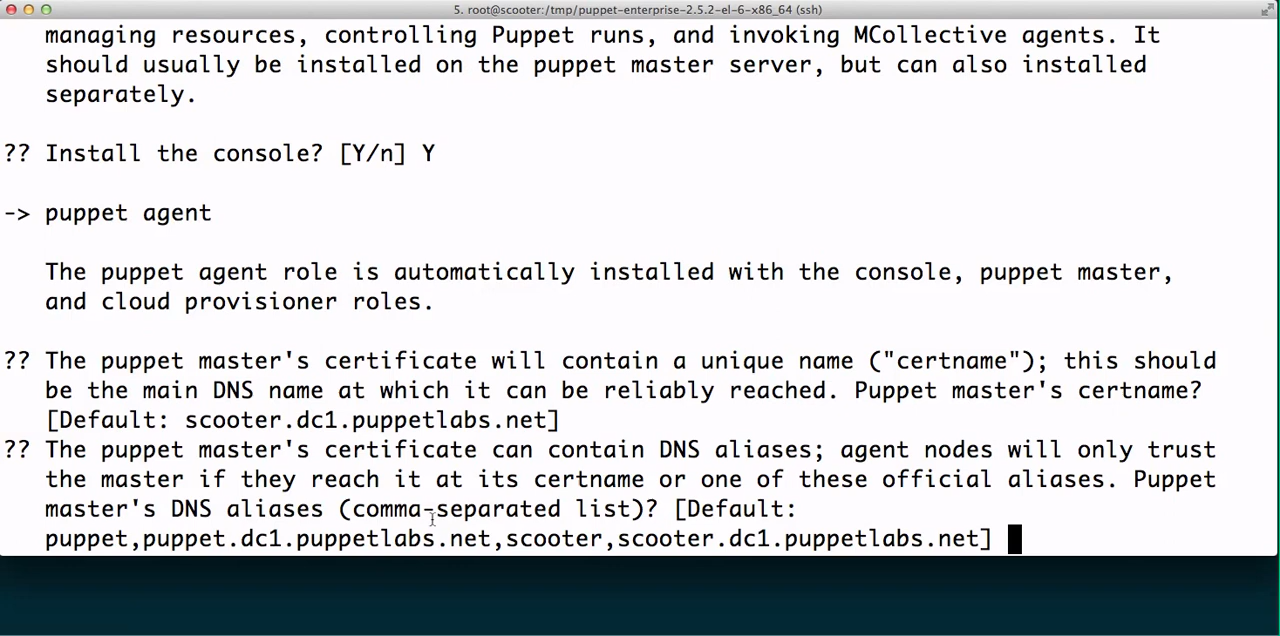 5. root@scooter:/tmp/puppet-enterprise-2.5.2-el-6-x86_64 (ssh)
managing resources, controlling Puppet runs, and invoking MCollective agents. It
should usually be installed on the puppet master server, but can also installed
separately.
?? Install the console? [Y/n] Y
-> puppet agent
The puppet agent role is automatically installed with the console, puppet master,
and cloud provisioner roles.
?? The puppet master's certificate will contain a unique name ("certname"); this should
be the main DNS name at which it can be reliably reached. Puppet master's certname?
[Default: scooter.dc1.puppetlabs.net]
?? The puppet master's certificate can contain DNS aliases; agent nodes will only trust
the master if they reach it at its certname or one of these official aliases. Puppet
master's DNS aliases (comma-separated list)? [Default:
puppet,puppet.dc1.puppetlabs.net,scooter,scooter.dc1.puppetlabs.net]